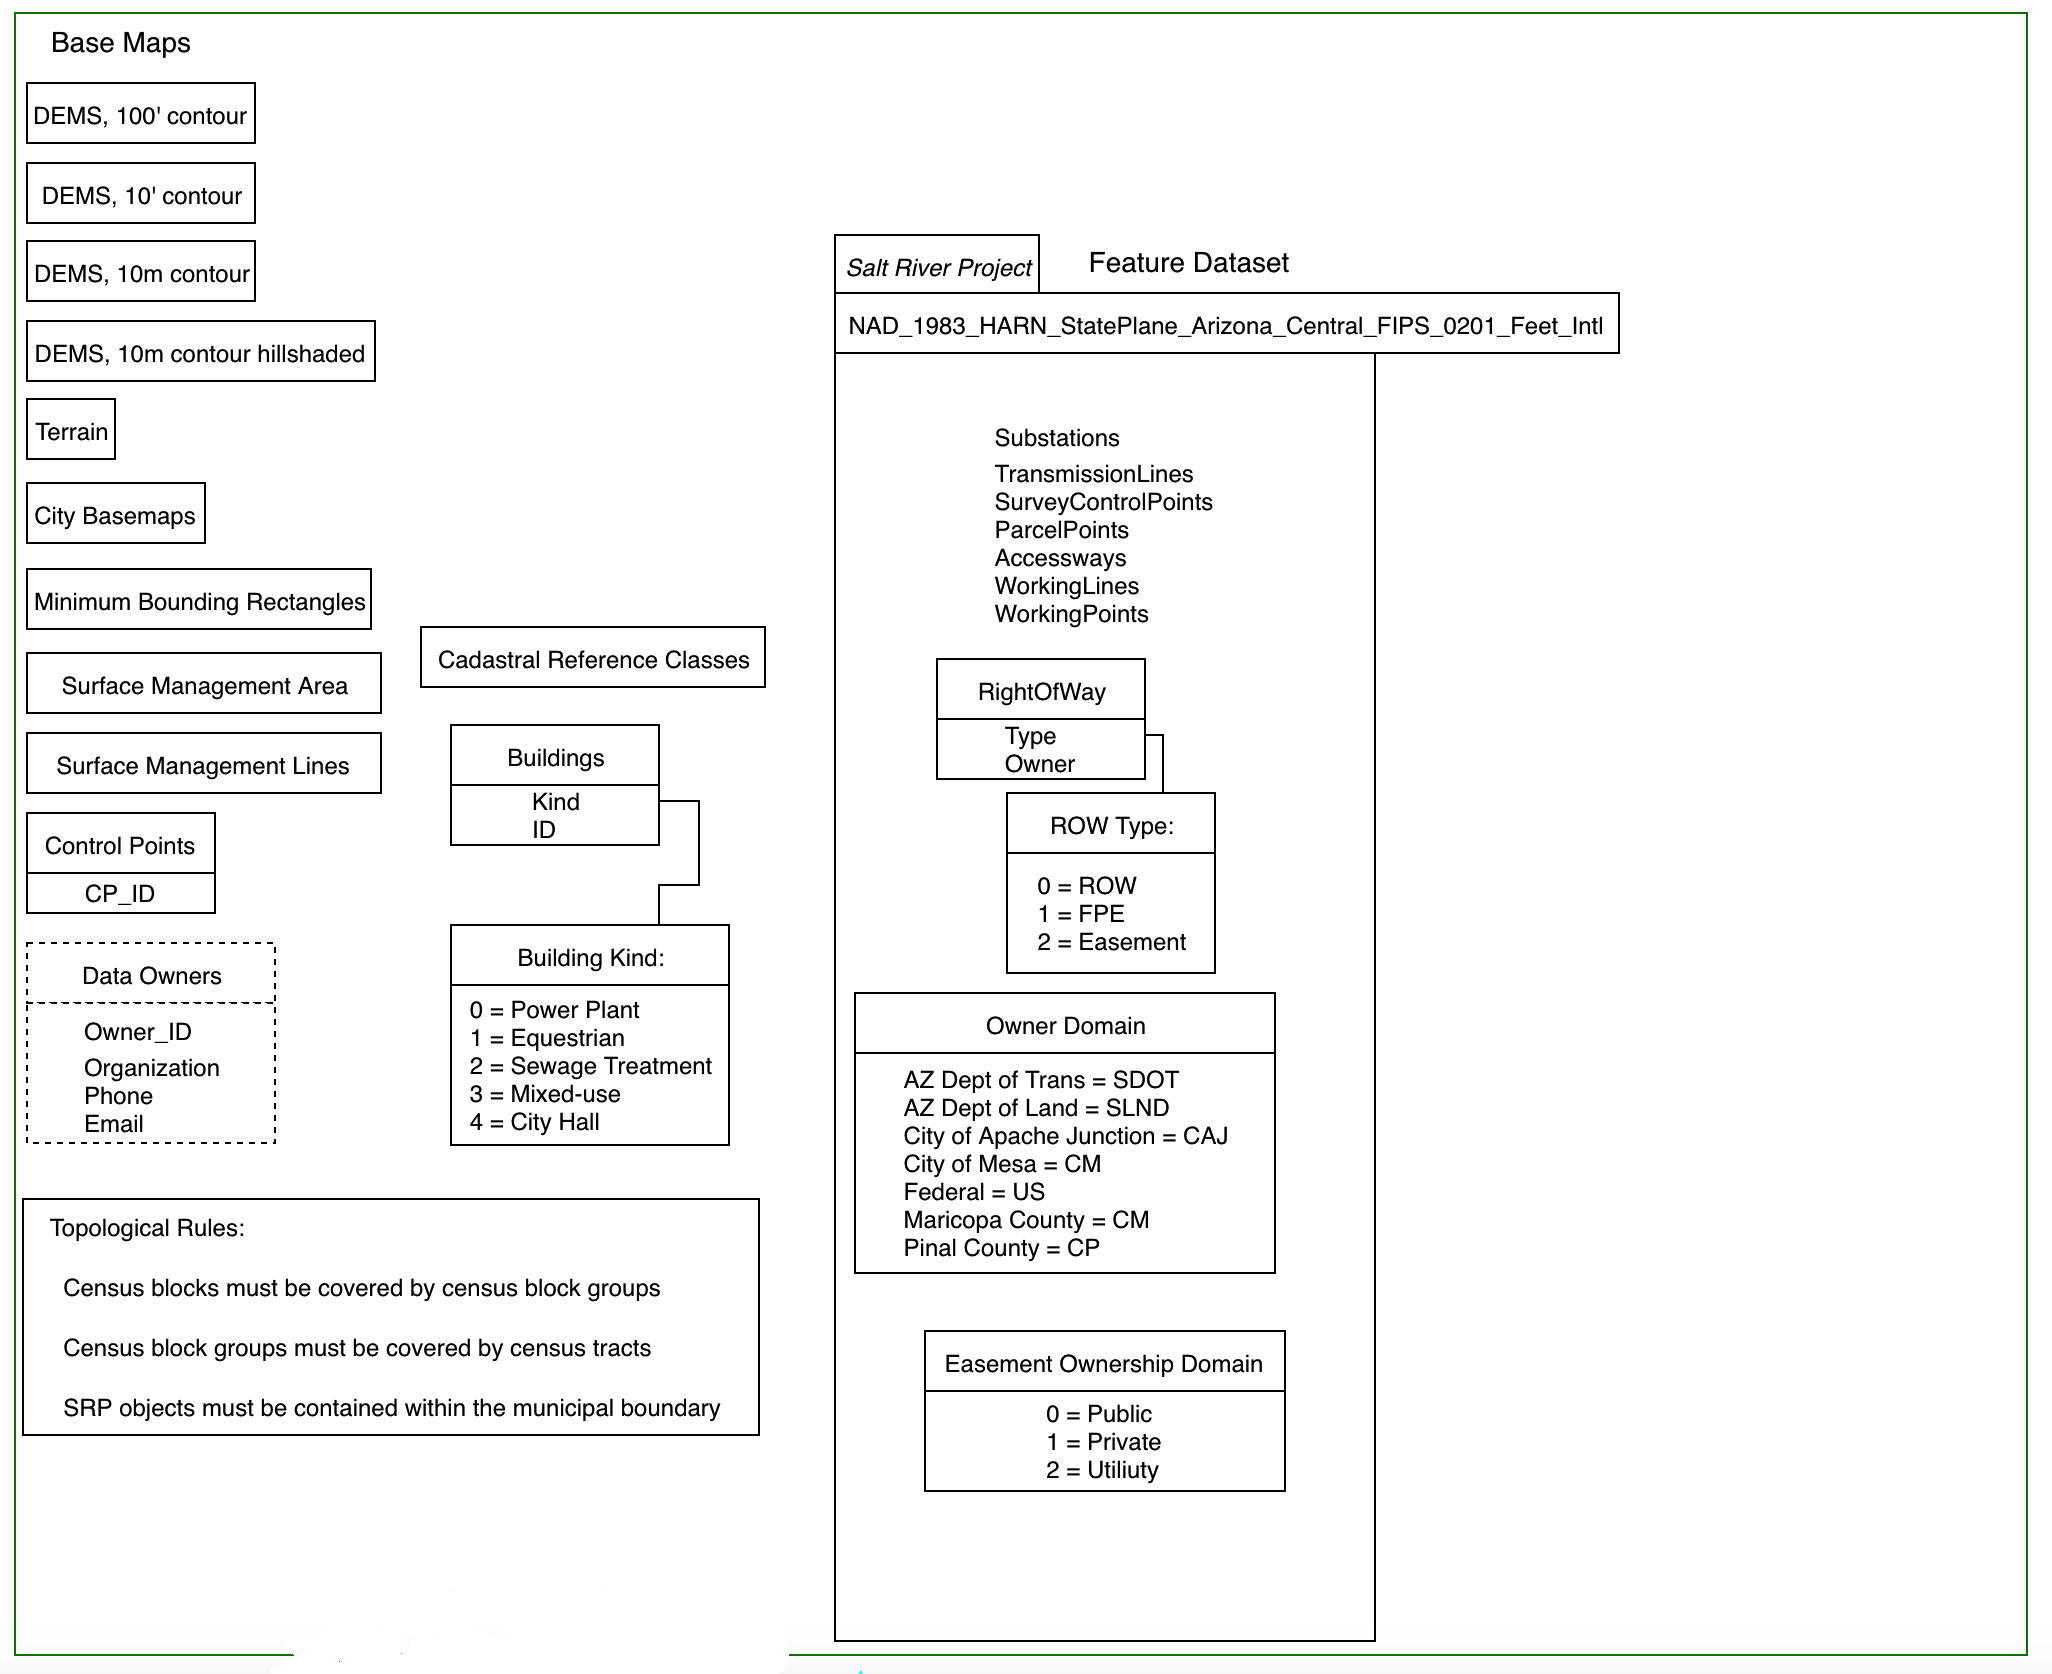 Base Maps
DEMS, 100' contour
DEMS, 10' contour
DEMS, 10m contour
DEMS, 10m contour hillshaded
Terrain
City Basemaps
Minimum Bounding Rectangles
Surface Management Area
Surface Management Lines
Control Points
CP_ID
Data Owners
Owner_ID
Organization
Phone
Email
Cadastral Reference Classes
Buildings
Kind
ID
Building Kind:
0 = Power Plant
1 = Equestrian
2 = Sewage Treatment
3 = Mixed-use
4 = City Hall
Topological Rules:
Census blocks must be covered by census block groups
Census block groups must be covered by census tracts
SRP objects must be contained within the municipal boundary
Salt River Project
Feature Dataset
NAD_1983_HARN_StatePlane_Arizona_Central_FIPS_0201_Feet_Intl
Substations
TransmissionLines
SurveyControlPoints
ParcelPoints
Accessways
WorkingLines
WorkingPoints
RightOfWay
Type
Owner
ROW Type:
0 = ROW
1 = FPE
2 = Easement
Owner Domain
AZ Dept of Trans = SDOT
AZ Dept of Land = SLND
City of Apache Junction = CAJ
City of Mesa = CM
Federal = US
Maricopa County = CM
Pinal County = CP
Easement Ownership Domain
0 = Public
1 = Private
2 = Utiliuty